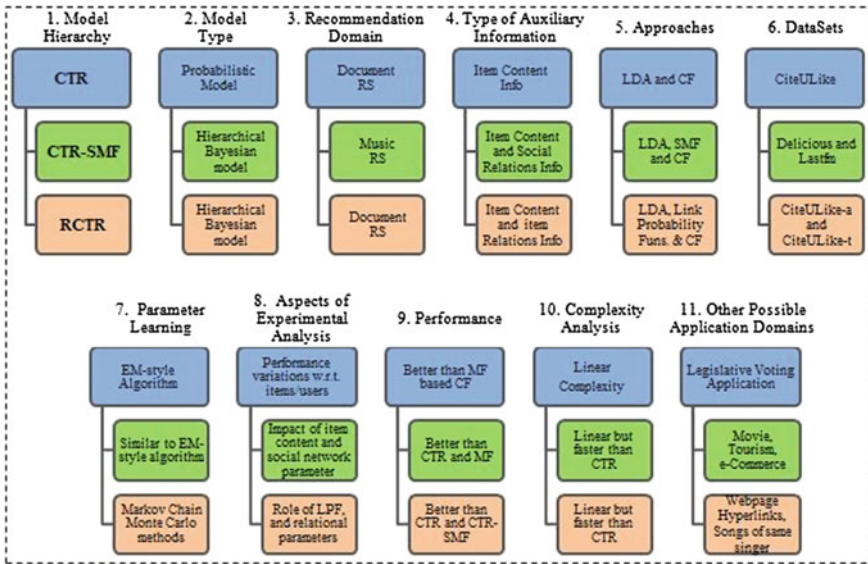 1. Model
Hierarchy
CTR
CTR-SMF
RCTR
2. Model
Type
Probabilistic
Model
Hierarchical
Bayesian
model
Hierarchical
Bayesian
model
3. Recommendation
Domain
Document
RS
Music
RS
Document
RS
4. Type of Auxiliary
Information
Item Content
Info
Item Content
and Social
Relations Info
Item Content
and item
Relations Info
5. Approaches
LDA and CF
LDA, SMF
and CF
LDA, Link
Probability
Funs. & CF
6. DataSets
CiteULike
Delicious and
Lastfm
CiteULike-a
and
CiteULike-t
7. Parameter
Learning
EM-style
Algorithm
Similar to EM-
style algorithm
Markov Chain
Monte Carlo
methods
8. Aspects of
Experimental
Analysis
Performance
variations w.r.t.
items/users
Impact of item
content and
social network
parameter
Role of LPF,
and relational
parameters
9. Performance
Better than MF
based CF
Better than
CTR and MF
Better than
CTR and CTR-
SMF
10. Complexity
Analysis
Linear
Complexity
Linear but
faster than
CTR
Linear but
faster than
CTR
11. Other Possible
Application Domains
Legislative Voting
Application
Movie,
Tourism,
e-Commerce
Webpage
Hyperlinks,
Songs of same
singer